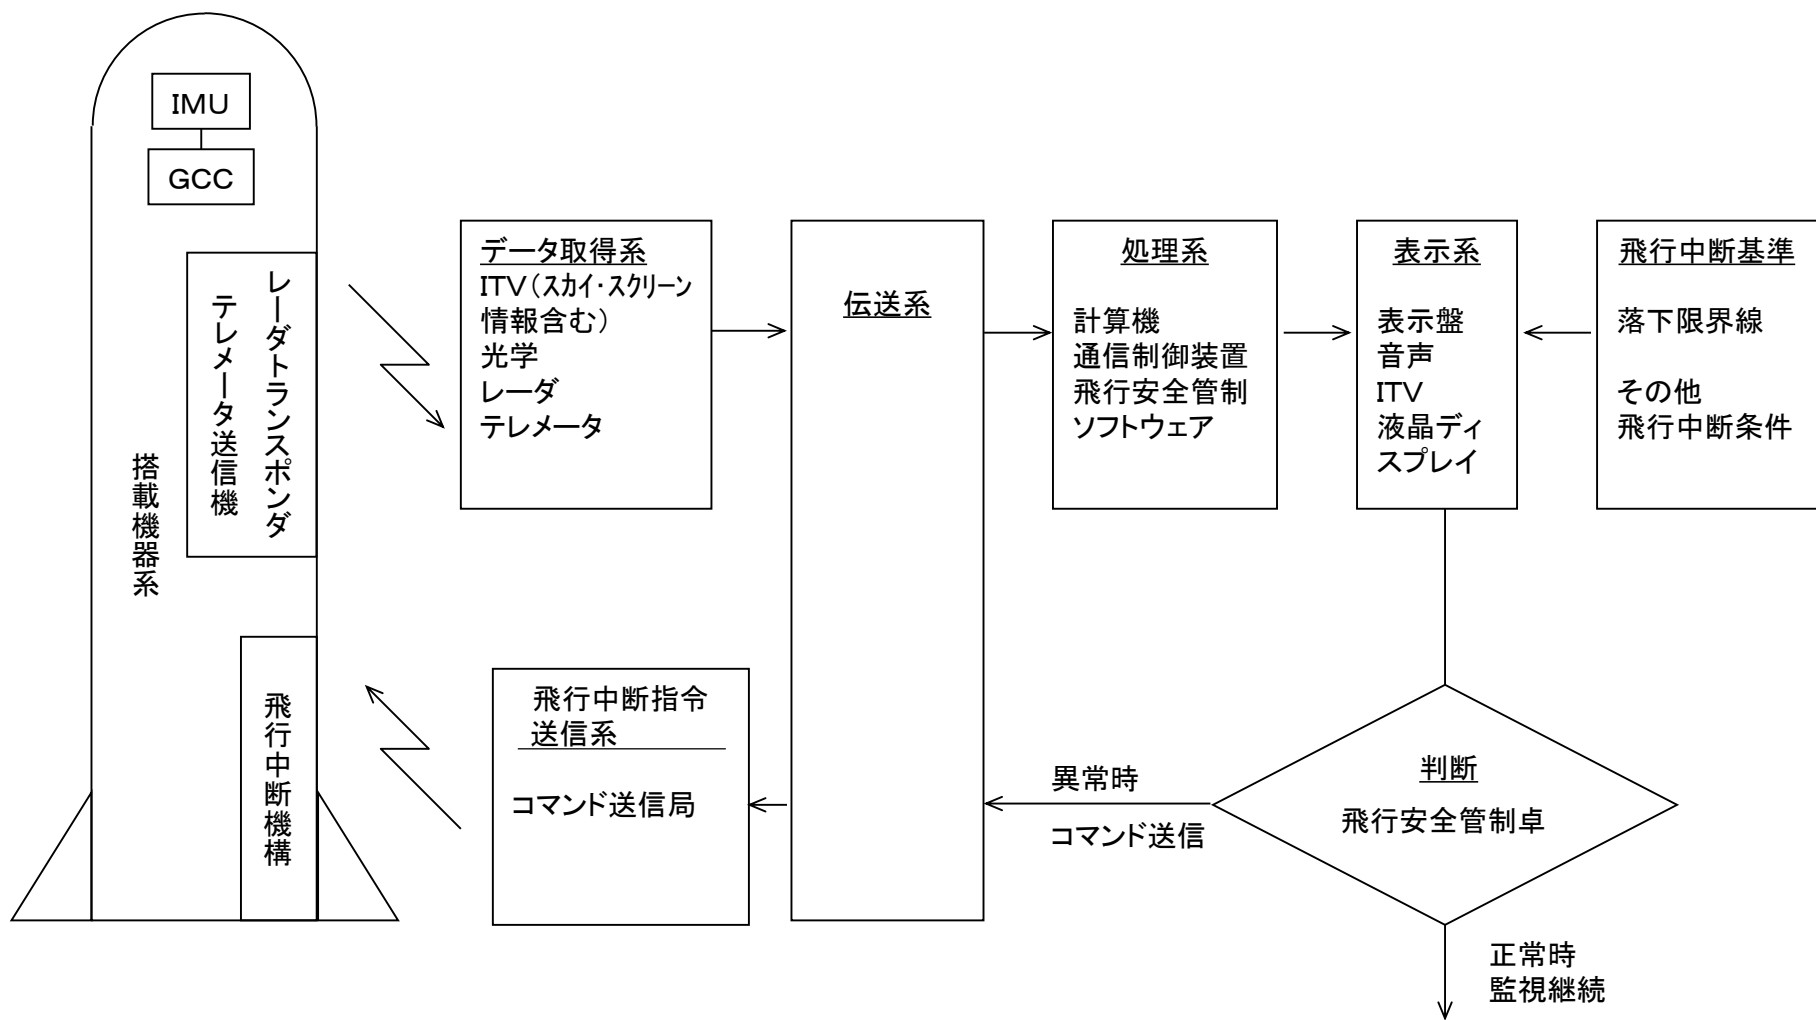 IMU
GCC
レーダトランスポンダ
テレメータ送信機
搭載機器系
飛行中断機構
データ取得系
ITV（スカイ・スクリーン
情報含む）
光学
レーダ
テレメータ
伝送系
処理系
計算機
通信制御装置
飛行安全管制
ソフトウェア
表示系
表示盤
音声
ITV
液晶ディ
スプレイ
飛行中断基準
落下限界線
その他
飛行中断条件
飛行中断指令
送信系
コマンド送信局
異常時
コマンド送信
判断
飛行安全管制卓
正常時
監視継続